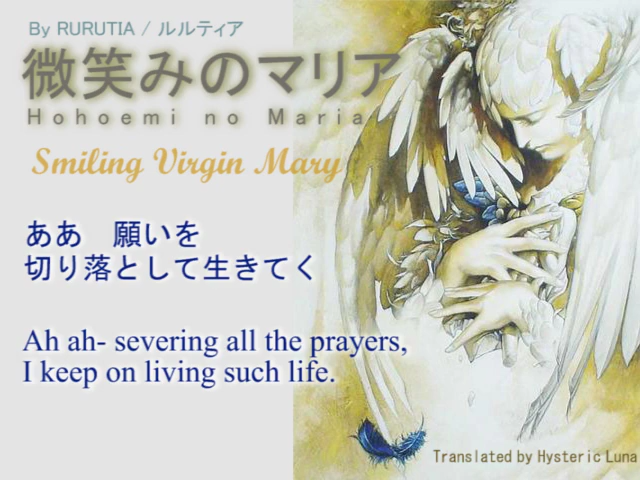 By RURUTIA / ルルティア
微笑みのマリア
Hohoemi no Maria
Smiling Virgin Mary
ああ　願いを
切り落として生きてく
Ah ah- severing all the prayers,
I keep on living such life.
Translated by Hysteric Luna